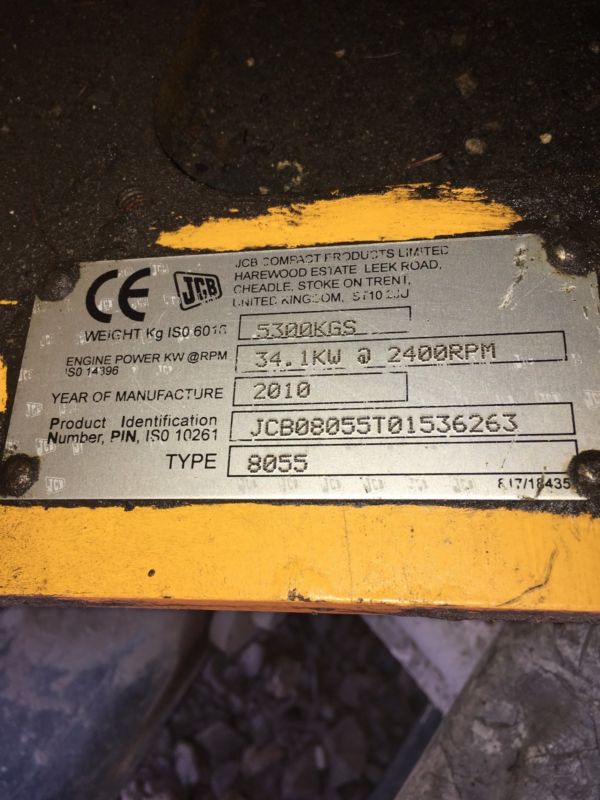 CE JCB
JCB COMPACT PRODUCTS LIMITED
HAREWOOD ESTATE LEEK ROAD,
CHEADLE, STOKE ON TRENT,
UNITED KINGDOM, ST10
WEIGHT Kg ISO 6016 5300KGS
ENGINE POWER KW @RPM 34.1KW @ 2400RPM
ISO 14396
YEAR OF MANUFACTURE 2010
Product Identification JCB08055T01536263
Number, PIN, ISO 10261
TYPE 8055
817/18435